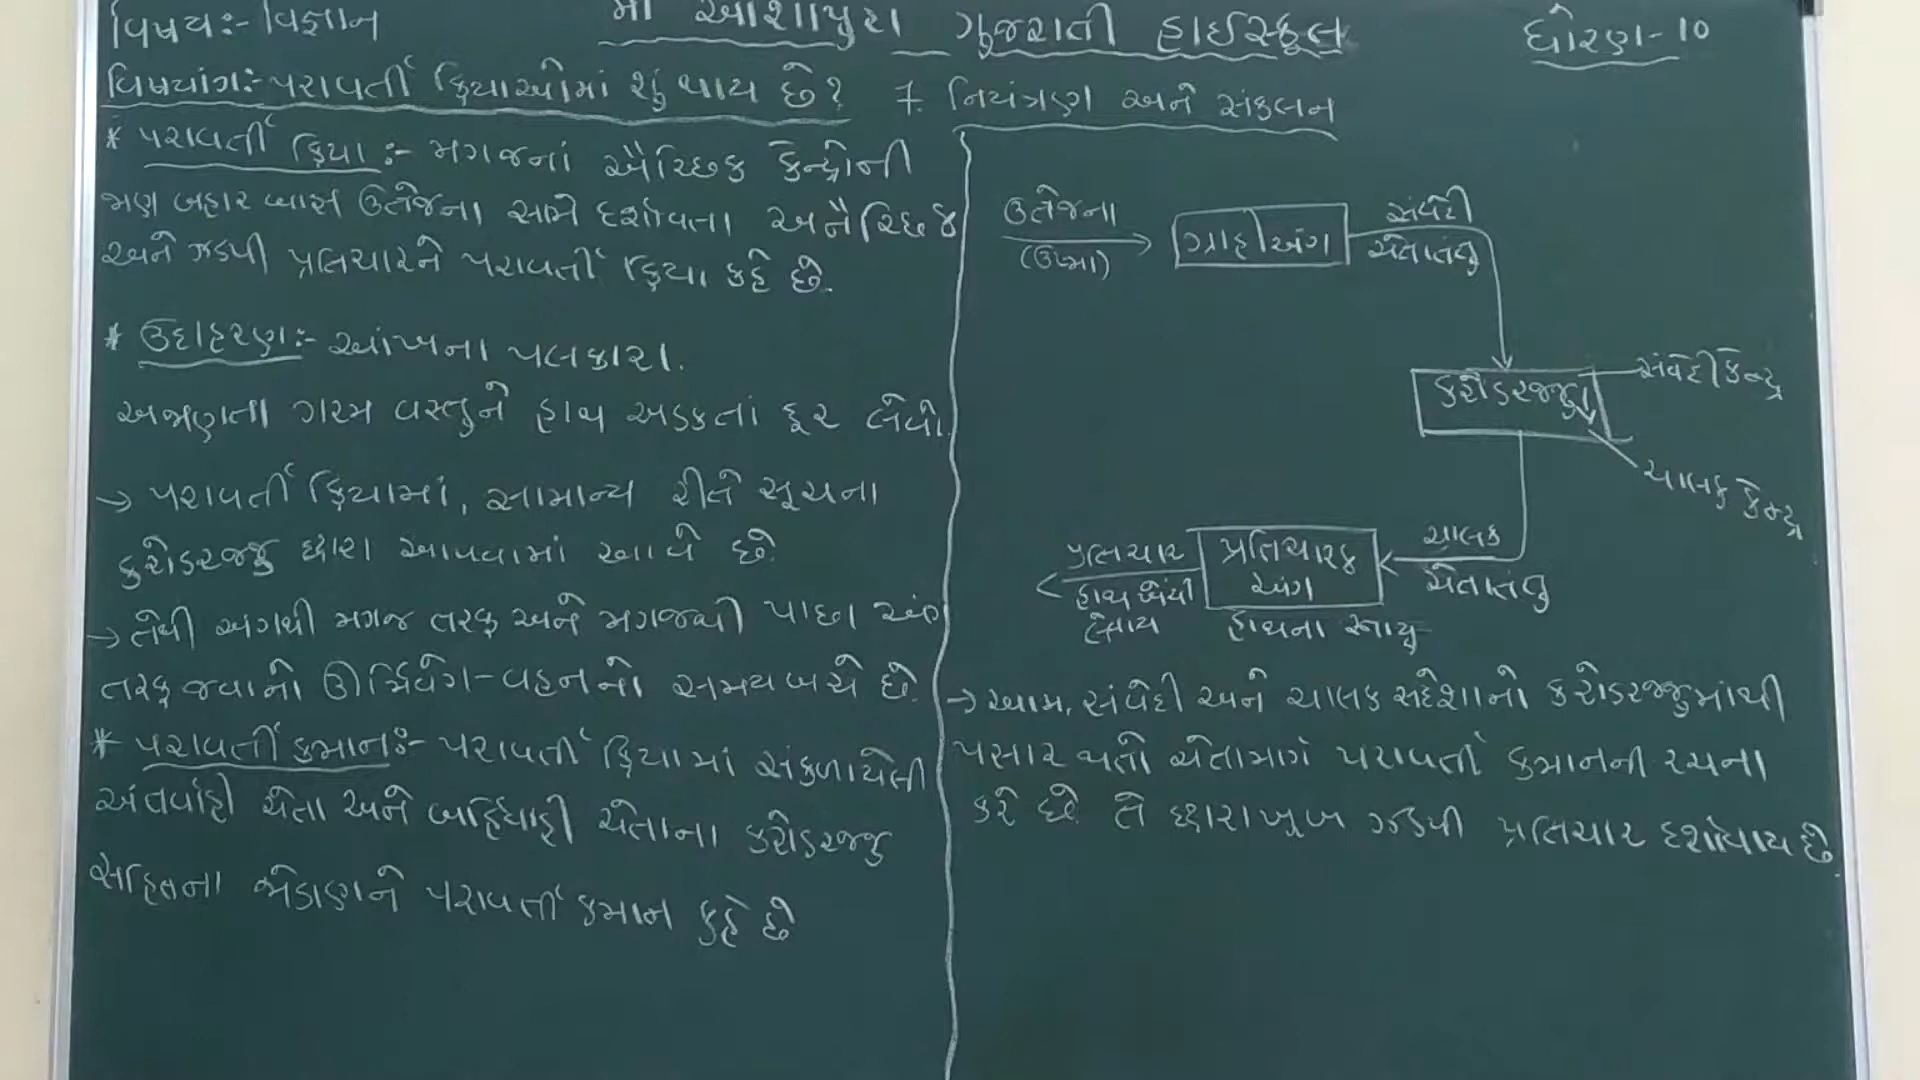 વિષય:- વિજ્ઞાન
માં આશાપુરા ગુજરાતી હાઈસ્કૂલ
ધોરણ-10
વિષયાંગ:- પરાવર્તી ક્રિયાઓમાં શું થાય છે?
7. નિયંત્રણ અને સંકલન
* પરાવર્તી ક્રિયા:- મગજનાં ઐચ્છિક કેન્દ્રોની
જાણ બહાર ખાસ ઉત્તેજના સામે દર્શાવતા અનૈચ્છિક
અને ઝડપી પ્રતિચારને પરાવર્તી ક્રિયા કહે છે.
* ઉદાહરણ:- આંખના પલકારા.
અજાણતા ગરમ વસ્તુને હાથ અડકતાં દૂર લેવો.
→ પરાવર્તી ક્રિયામાં, સામાન્ય રીતે સૂચના
કરોડરજ્જુ દ્વારા આપવામાં આવે છે.
→ તેથી અંગથી મગજ તરફ અને મગજથી પાછા અંગ
તરફ જવાનો ઊર્મિવેગ-વહનનો સમય બચે છે.
* પરાવર્તી કમાન:- પરાવર્તી ક્રિયામાં સંકળાયેલી
અંતર્વાહી ચેતા અને બહિર્વાહી ચેતાના કરોડરજ્જુ
સહિતના જોડાણને પરાવર્તી કમાન કહે છે
ઉત્તેજના
(ઉષ્મા)
ગ્રાહી અંગ
સંવેદી
ચેતાતંતુ
કરોડરજ્જુ
સંવેદી કેન્દ્ર
ચાલક કેન્દ્ર
ચાલક
ચેતાતંતુ
પ્રતિચારક
અંગ
હાથના સ્નાયુ
પ્રતિચાર
હાથ ખેંચી
લેવાય
→ આમ, સંવેદી અને ચાલક સંદેશાનો કરોડરજ્જુમાંથી
પસાર થતો ચેતામાર્ગ પરાવર્તી કમાનની રચના
કરે છે. તે દ્વારા ખૂબ ઝડપી પ્રતિચાર દર્શાવાય છે.